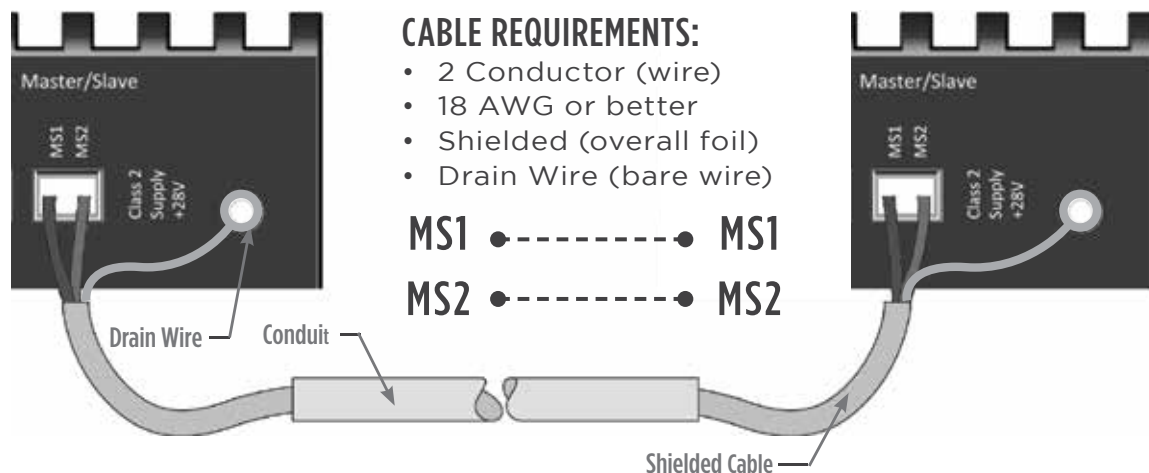 CABLE REQUIREMENTS:
• 2 Conductor (wire)
• 18 AWG or better
• Shielded (overall foil)
• Drain Wire (bare wire)
MS1 MS1
MS2 MS2
Master/Slave
MS1
MS2
Class 2
Supply
+28V
Master/Slave
MS1
MS2
Class 2
Supply
+28V
Drain Wire
Conduit
Shielded Cable